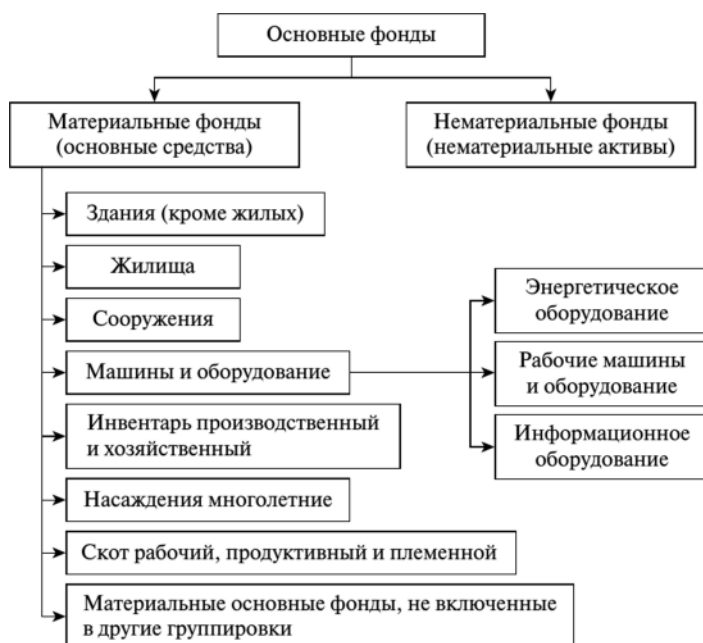 Основные фонды
Материальные фонды
(основные средства)
Нематериальные фонды
(нематериальные активы)
Здания (кроме жилых)
Жилища
Сооружения
Машины и оборудование
Энергетическое
оборудование
Рабочие машины
и оборудование
Информационное
оборудование
Инвентарь производственный
и хозяйственный
Насаждения многолетние
Скот рабочий, продуктивный и племенной
Материальные основные фонды, не включенные
в другие группировки